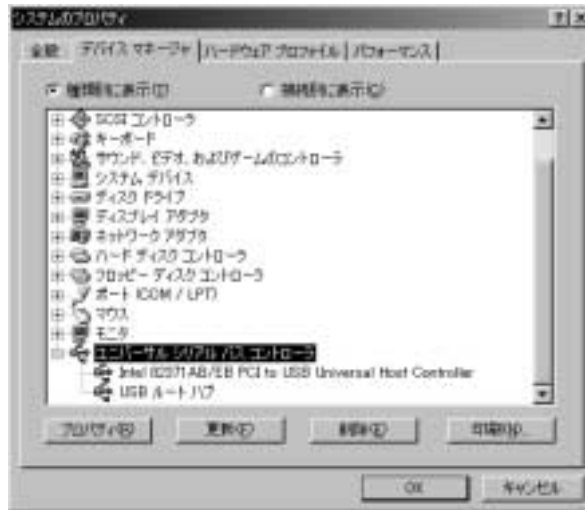 システムのプロパティ
全般 デバイス マネージャ ハードウェア プロファイル パフォーマンス
種類別に表示(T) 接続別に表示(C)
SCSI コントローラ
キーボード
サウンド、ビデオ、およびゲームのコントローラ
システム デバイス
ディスク ドライブ
ディスプレイ アダプタ
ネットワーク アダプタ
ハード ディスク コントローラ
フロッピー ディスク コントローラ
ポート (COM / LPT)
マウス
モニタ
ユニバーサル シリアル バス コントローラ
Intel 82371AB/EB PCI to USB Universal Host Controller
USB ルート ハブ
プロパティ(R) 更新(F) 削除(E) 印刷(N)...
OK キャンセル